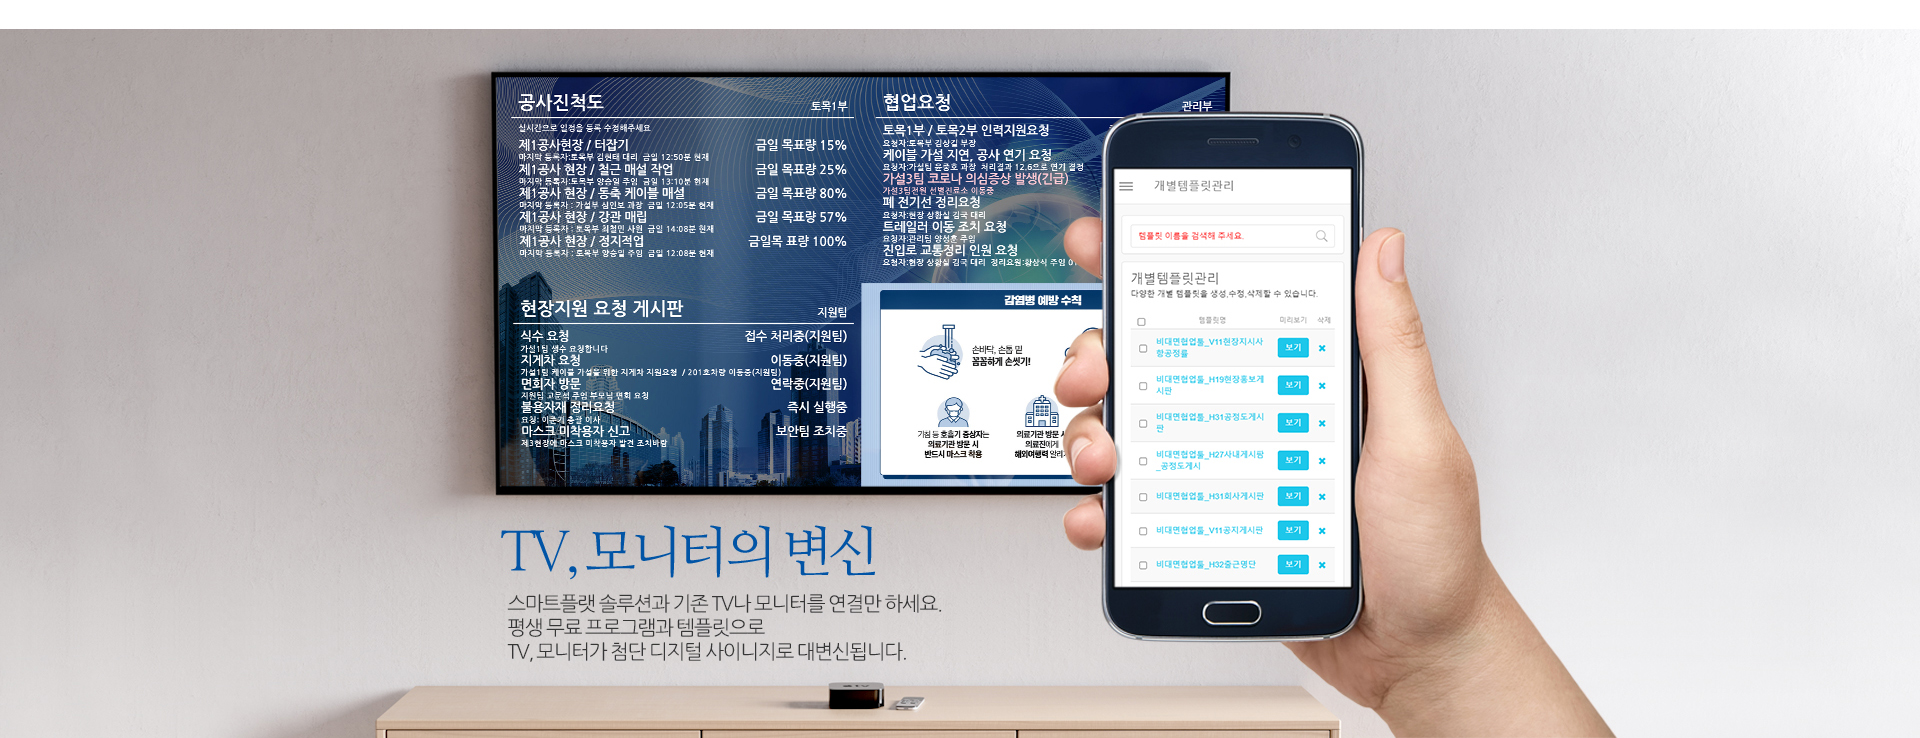 공사진척도
토목1부
실시간으로 일정을 등록 수정해주세요
제1공사현장 / 터잡기
금일 목표량 15%
마지막 등록자:토목부 김현태 대리 금일 12:50분 현재
제1공사 현장 / 철근 매설 작업
금일 목표량 25%
마지막 등록자:토목부 양승일 주임 금일 13:10분 현재
제1공사 현장 / 동축 케이블 매설
금일 목표량 80%
마지막 등록자 : 가설부 심민보 과장 금일 12:05분 현재
제1공사 현장 / 강관 매립
금일 목표량 57%
마지막 등록자 : 토목부 최철민 사원 금일 14:08분 현재
제1공사 현장 / 정지작업
금일목 표량 100%
마지막 등록자 : 토목부 양승일 주임 금일 12:08분 현재
협업요청
관리부
토목1부 / 토목2부 인력지원요청
요청자:토목부 김상길 부장
케이블 가설 지연, 공사 연기 요청
요청자:가설팀 윤종호 과장 처리결과 12.6으로 연기 결정
가설3팀 코로나 의심증상 발생(긴급)
가설3팀전원 선별진료소 이동중
폐 전기선 정리요청
요청자:현장 상황실 김국 대리
트레일러 이동 조치 요청
요청자:관리팀 양성훈 주임
진입로 교통정리 인원 요청
요청자:현장 상황실 김국 대리 정리요원:황상식 주임
현장지원 요청 게시판
지원팀
식수 요청
접수 처리중(지원팀)
가설1팀 생수 요청합니다
지게차 요청
이동중(지원팀)
가설1팀 케이블 가설을 위한 지게차 지원요청 / 201호차량 이동중(지원팀)
면회자 방문
연락중(지원팀)
지원팀 고문석 주임 부모님 면회 요청
불용자재 정리요청
즉시 실행중
요청: 이준기 총괄 이사
마스크 미착용자 신고
보안팀 조치중
제3현장에 마스크 미착용자 발견 조치바람
감염병 예방 수칙
손바닥, 손톱 밑
꼼꼼하게 손씻기!
기침 등 호흡기 증상자는
의료기관 방문 시
반드시 마스크 착용
의료기관 방문
의료진에게
해외여행력
개별템플릿관리
템플릿 이름을 검색해 주세요.
개별템플릿관리
다양한 개별 템플릿을 생성,수정,삭제할 수 있습니다.
템플릿명 미리보기 삭제
비대면협업툴_V11현장지시사
항공정률
보기
비대면협업툴_H19현장홍보게
시판
보기
비대면협업툴_H31공정도게시
판
보기
비대면협업툴_H27사내게시팜
_공정도게시
보기
비대면협업툴_H31회사게시판
보기
비대면협업툴_V11공지게시판
보기
비대면협업툴_H32출근명단
보기
TV, 모니터의 변신
스마트플랫 솔루션과 기존 TV나 모니터를 연결만 하세요.
평생 무료 프로그램과 템플릿으로
TV, 모니터가 첨단 디지털 사이니지로 대변신됩니다.